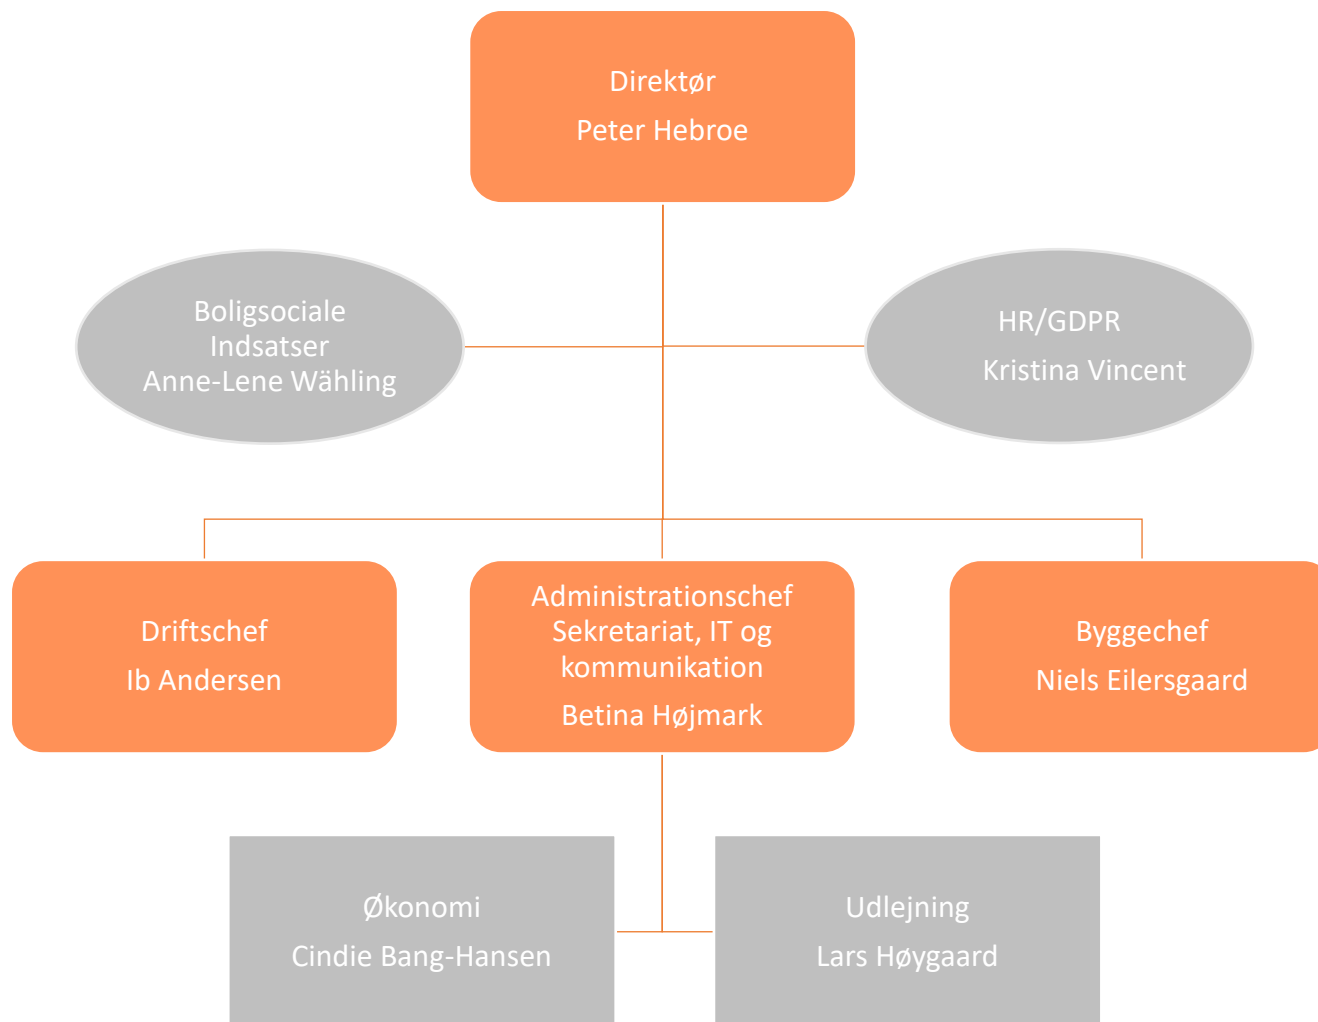 Direktør
Peter Hebroe
Boligsociale
Indsatser
Anne-Lene Wähling
HR/GDPR
Kristina Vincent
Driftschef
Ib Andersen
Administrationschef
Sekretariat, IT og
kommunikation
Betina Højmark
Byggechef
Niels Eilersgaard
Økonomi
Cindie Bang-Hansen
Udlejning
Lars Høygaard